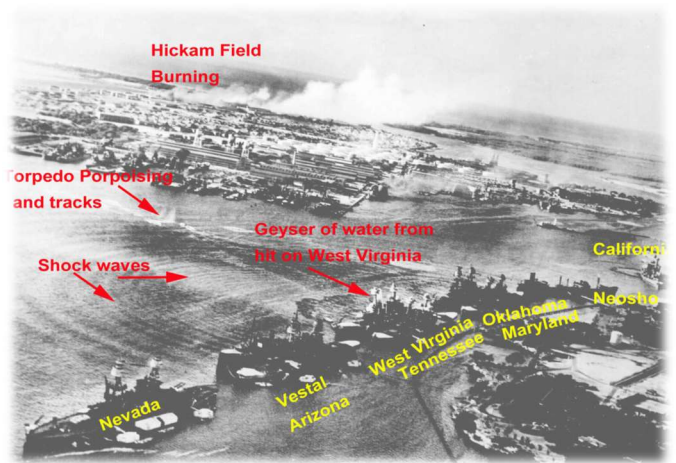 Hickam Field
Burning
Torpedo Porpoising
and tracks
Geyser of water from
hit on West Virginia
Shock waves
Californi
Neosho
West Virginia
Tennessee
Oklahoma
Maryland
Vestal
Arizona
Nevada